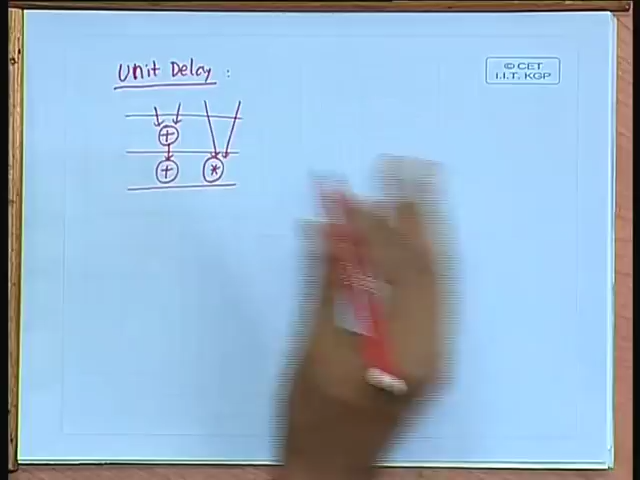 Unit Delay :
© CET
I.I.T. KGP
+
+ *